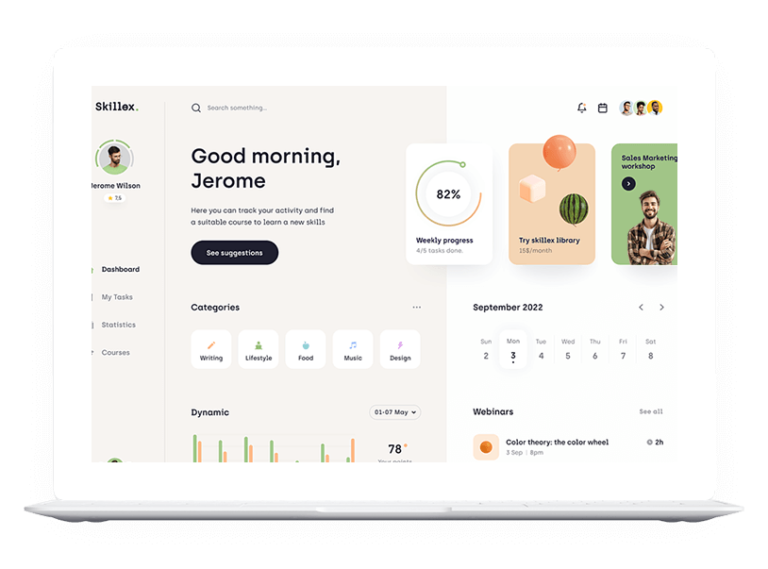 Skillex.
Search something..
Jerome Wilson
7,5
Dashboard
My Tasks
Statistics
Courses
Good morning,
Jerome
Here you can track your activity and find
a suitable course to learn a new skills
See suggestions
82%
Weekly progress
4/5 tasks done
Try skillex library
15$/month
Sales Marketing
workshop
Categories
Writing
Lifestyle
Food
Music
Design
September 2022
Sun Mon Tue Wed Thu Fri Sat
2 3 4 5 6 7 8
Dynamic
01-07 May
78
Your points
Webinars
See all
Color theory: the color wheel
2h
3 Sep | 8pm